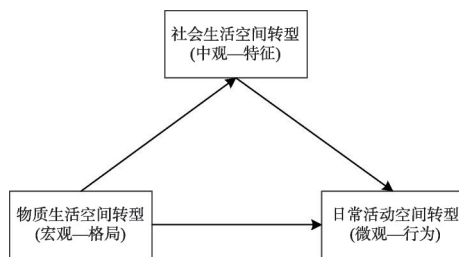 社会生活空间转型
(中观—特征)
物质生活空间转型
(宏观—格局)
日常活动空间转型
(微观—行为)